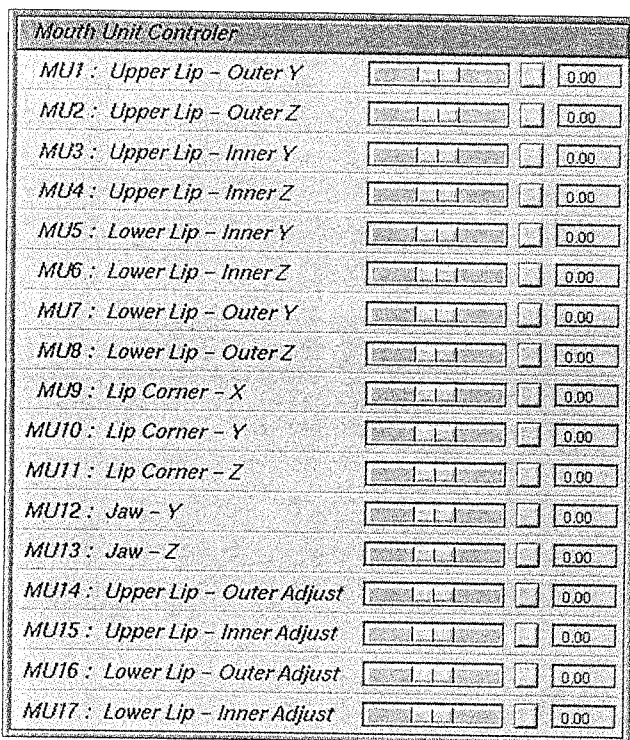 Mouth Unit Controler
MU1 : Upper Lip – Outer Y 0.00
MU2 : Upper Lip – Outer Z 0.00
MU3 : Upper Lip – Inner Y 0.00
MU4 : Upper Lip – Inner Z 0.00
MU5 : Lower Lip – Inner Y 0.00
MU6 : Lower Lip – Inner Z 0.00
MU7 : Lower Lip – Outer Y 0.00
MU8 : Lower Lip – Outer Z 0.00
MU9 : Lip Corner – X 0.00
MU10 : Lip Corner – Y 0.00
MU11 : Lip Corner – Z 0.00
MU12 : Jaw – Y 0.00
MU13 : Jaw – Z 0.00
MU14 : Upper Lip – Outer Adjust 0.00
MU15 : Upper Lip – Inner Adjust 0.00
MU16 : Lower Lip – Outer Adjust 0.00
MU17 : Lower Lip – Inner Adjust 0.00